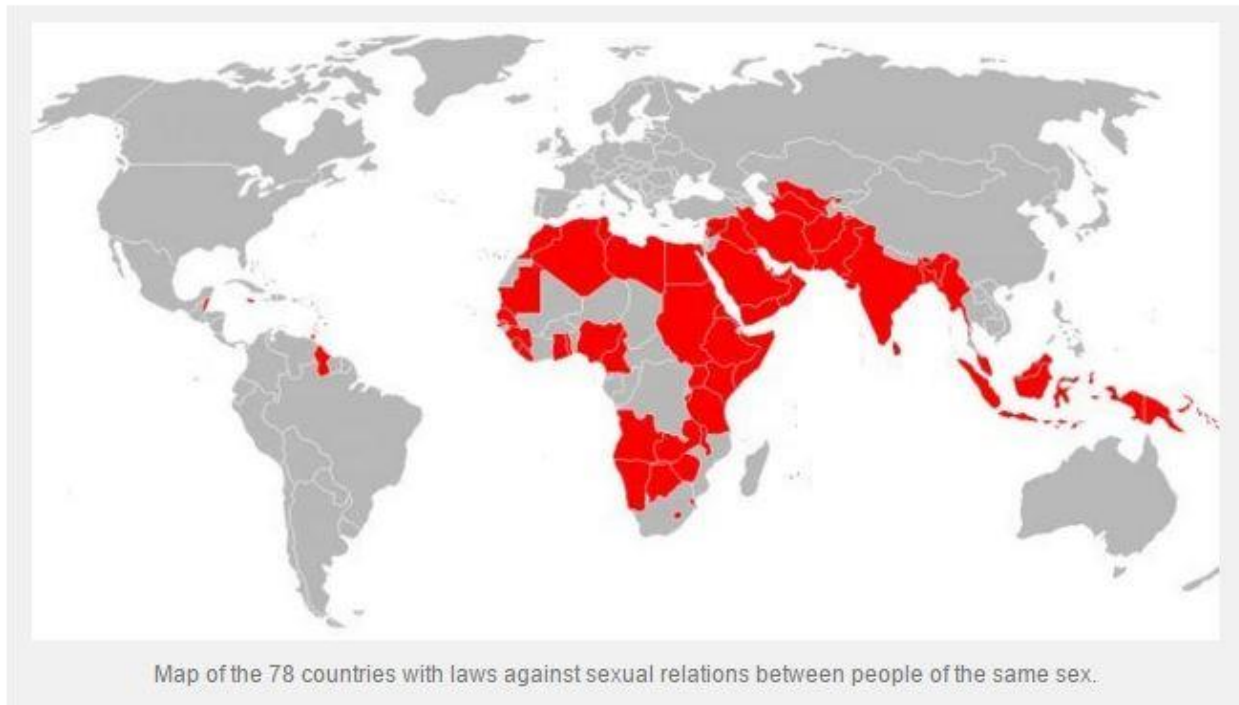 Map of the 78 countries with laws against sexual relations between people of the same sex.